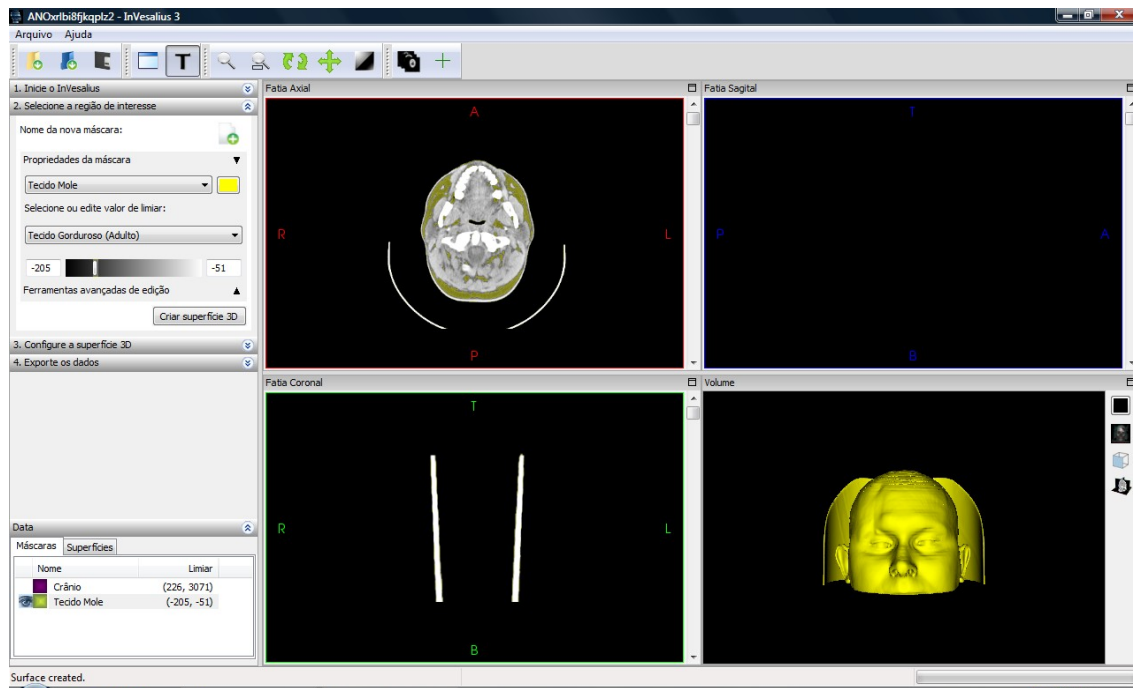 ANOxrlbi8fjkqplz2 - InVesalius 3
Arquivo Ajuda
T
1. Inicie o InVesalius
2. Selecione a região de interesse
Nome da nova máscara:
Propriedades da máscara
Tecido Mole
Selecione ou edite valor de limiar:
Tecido Gorduroso (Adulto)
-205 -51
Ferramentas avançadas de edição
Criar superfície 3D
3. Configure a superfície 3D
4. Exporte os dados
Data
Máscaras Superfícies
Nome Limiar
Crânio (226, 3071)
Tecido Mole (-205, -51)
Fatia Axial
A
R L
P
Fatia Sagital
T
P A
B
Fatia Coronal
T
R L
B
Volume
Surface created.